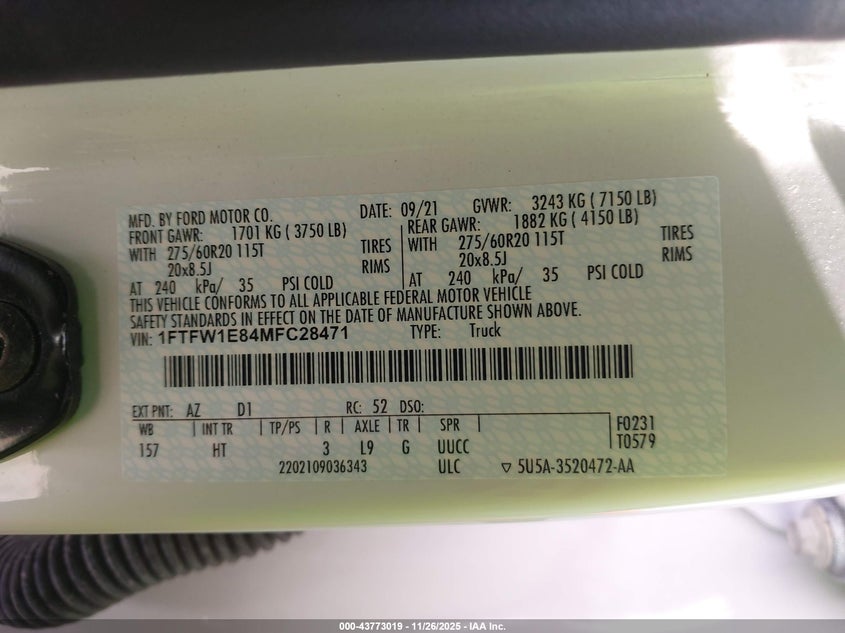 MFD. BY FORD MOTOR CO. DATE: 09/21 GVWR: 3243 KG ( 7150 LB)
FRONT GAWR: 1701 KG ( 3750 LB) REAR GAWR: 1882 KG ( 4150 LB)
WITH 275/60R20 115T TIRES WITH 275/60R20 115T TIRES
20x8.5J RIMS 20x8.5J RIMS
AT 240 kPa/ 35 PSI COLD AT 240 kPa/ 35 PSI COLD
THIS VEHICLE CONFORMS TO ALL APPLICABLE FEDERAL MOTOR VEHICLE
SAFETY STANDARDS IN EFFECT ON THE DATE OF MANUFACTURE SHOWN ABOVE.
VIN: 1FTFW1E84MFC28471 TYPE: Truck
EXT PNT: AZ D1 RC: 52 DSO:
WB INT TR TP/PS R AXLE TR SPR F0231
157 HT 3 L9 G UUCC T0579
2202109036343 ULC ▽ 5U5A-3520472-AA
000-43773019 - 11/26/2025 - IAA Inc.